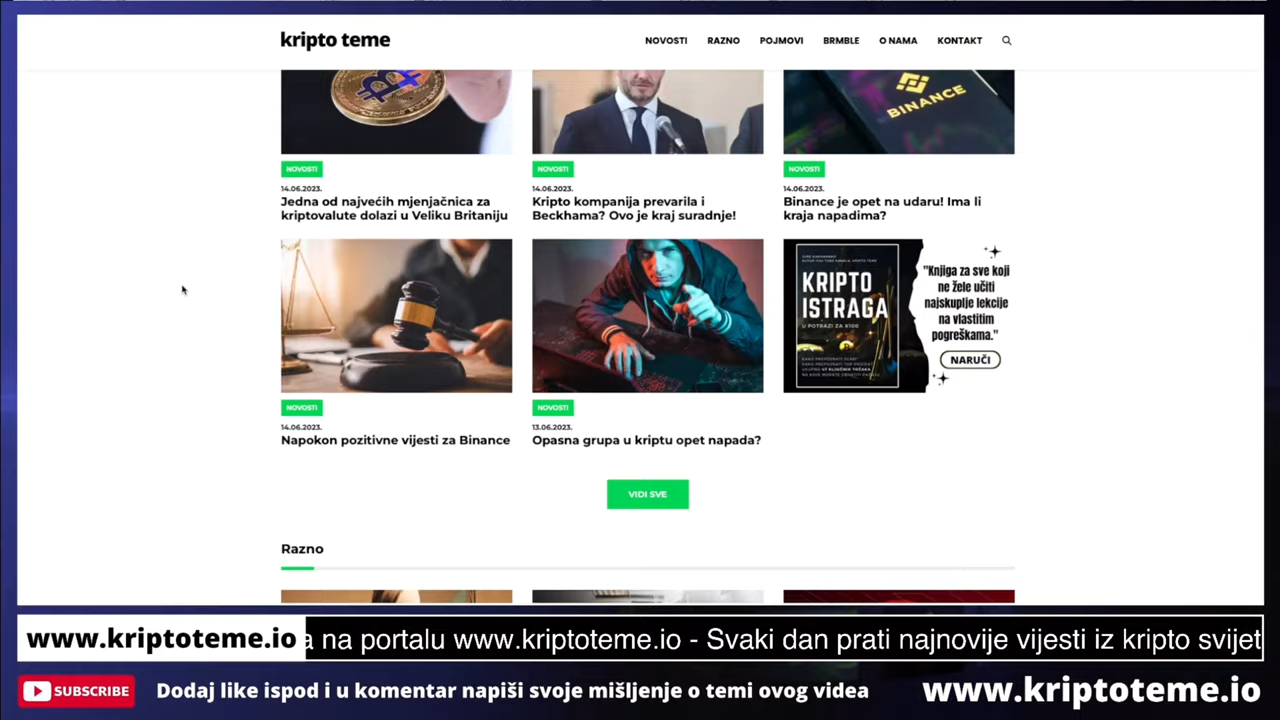 kripto teme
NOVOSTI RAZNO POJMOVI BRMBLE O NAMA KONTAKT
BINANCE
NOVOSTI
14.06.2023.
Jedna od najvećih mjenjačnica za
kriptovalute dolazi u Veliku Britaniju
NOVOSTI
14.06.2023.
Kripto kompanija prevarila i
Beckhama? Ovo je kraj suradnje!
NOVOSTI
14.06.2023.
Binance je opet na udaru! Ima li
kraja napadima?
NOVOSTI
14.06.2023.
Napokon pozitivne vijesti za Binance
NOVOSTI
13.06.2023.
Opasna grupa u kriptu opet napada?
KRIPTO
ISTRAGA
U POTRAZI ZA X100
"Knjiga za sve koji
ne žele učiti
najskuplje lekcije
na vlastitim
pogreškama."
NARUČI
VIDI SVE
Razno
www.kriptoteme.io
a na portalu www.kriptoteme.io - Svaki dan prati najnovije vijesti iz kripto svijet
SUBSCRIBE
Dodaj like ispod i u komentar napiši svoje mišljenje o temi ovog videa
www.kriptoteme.io